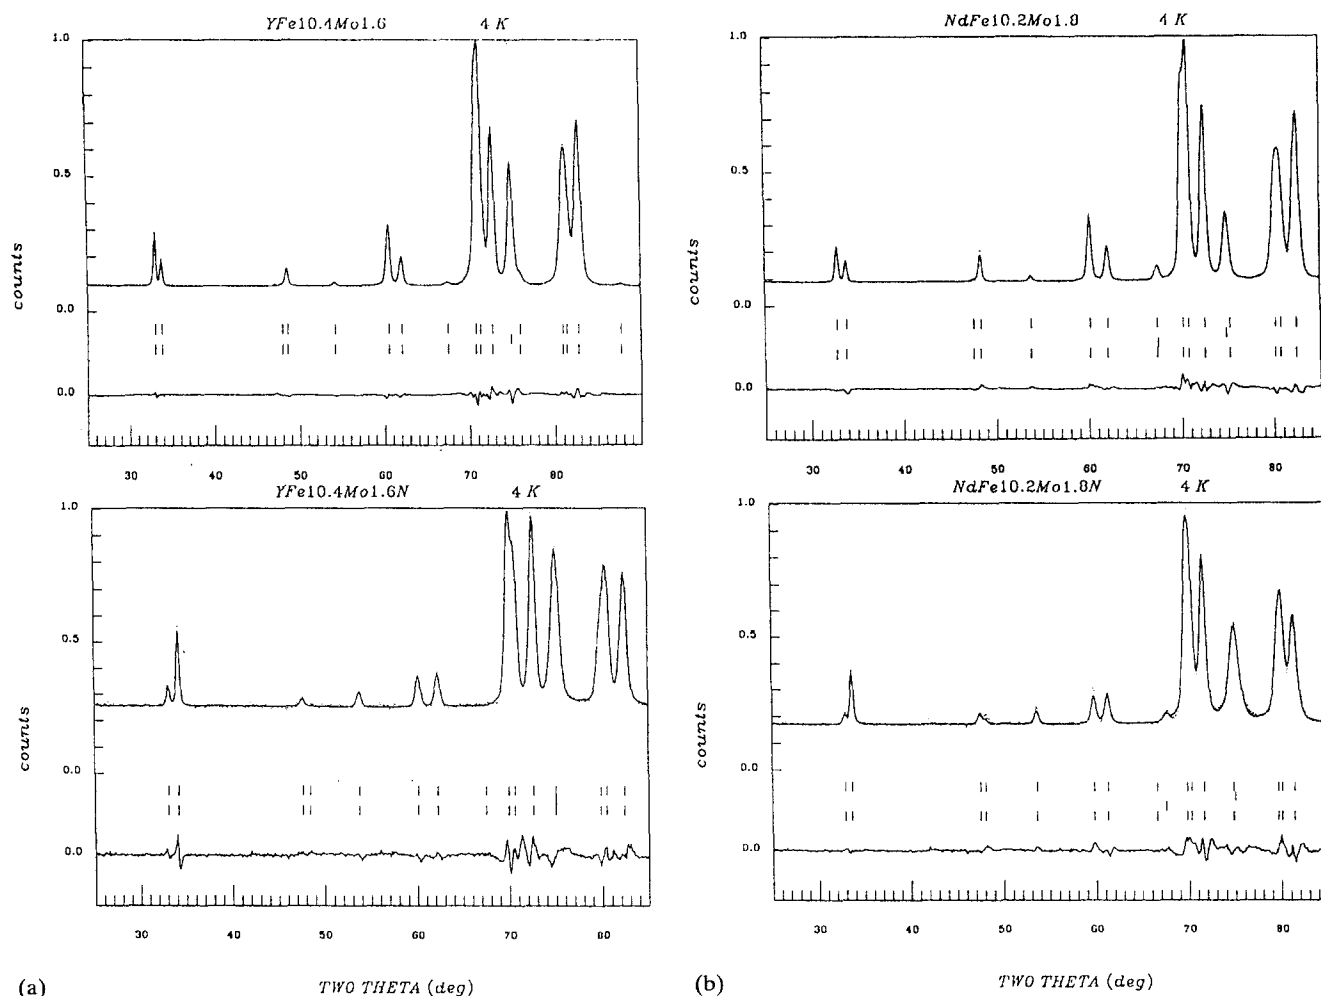 YFe10.4Mo1.6 4 K
1.0
0.5
0.0
0.0
counts
30 40 50 60 70 80
YFe10.4Mo1.6N 4 K
1.0
0.5
0.0
0.0
counts
30 40 50 60 70 80
(a) TWO THETA (deg)
NdFe10.2Mo1.8 4 K
1.0
0.5
0.0
0.0
counts
30 40 50 60 70 80
NdFe10.2Mo1.8N 4 K
1.0
0.5
0.0
0.0
counts
30 40 50 60 70 80
(b) TWO THETA (deg)